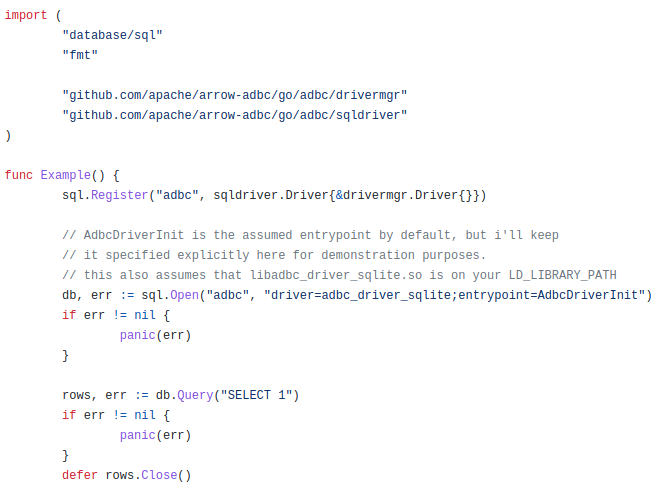 import (
        "database/sql"
        "fmt"

        "github.com/apache/arrow-adbc/go/adbc/drivermgr"
        "github.com/apache/arrow-adbc/go/adbc/sqldriver"
)

func Example() {
        sql.Register("adbc", sqldriver.Driver{&drivermgr.Driver{}})

        // AdbcDriverInit is the assumed entrypoint by default, but i'll keep
        // it specified explicitly here for demonstration purposes.
        // this also assumes that libadbc_driver_sqlite.so is on your LD_LIBRARY_PATH
        db, err := sql.Open("adbc", "driver=adbc_driver_sqlite;entrypoint=AdbcDriverInit")
        if err != nil {
                panic(err)
        }

        rows, err := db.Query("SELECT 1")
        if err != nil {
                panic(err)
        }
        defer rows.Close()